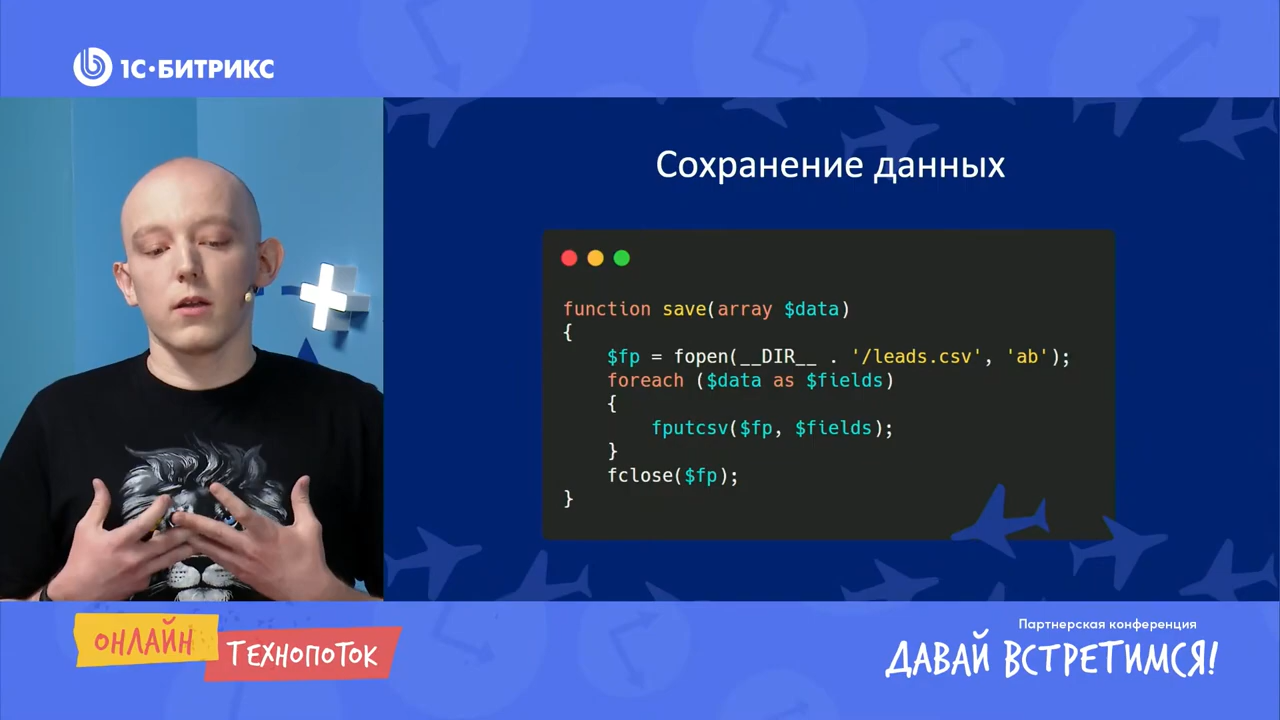 1С·БИТРИКС
Сохранение данных
function save(array $data)
{
    $fp = fopen(__DIR__ . '/leads.csv', 'ab');
    foreach ($data as $fields)
    {
        fputcsv($fp, $fields);
    }
    fclose($fp);
}
ОНЛАЙН
ТЕХНОПОТОК
Партнерская конференция
ДАВАЙ ВСТРЕТИМСЯ!